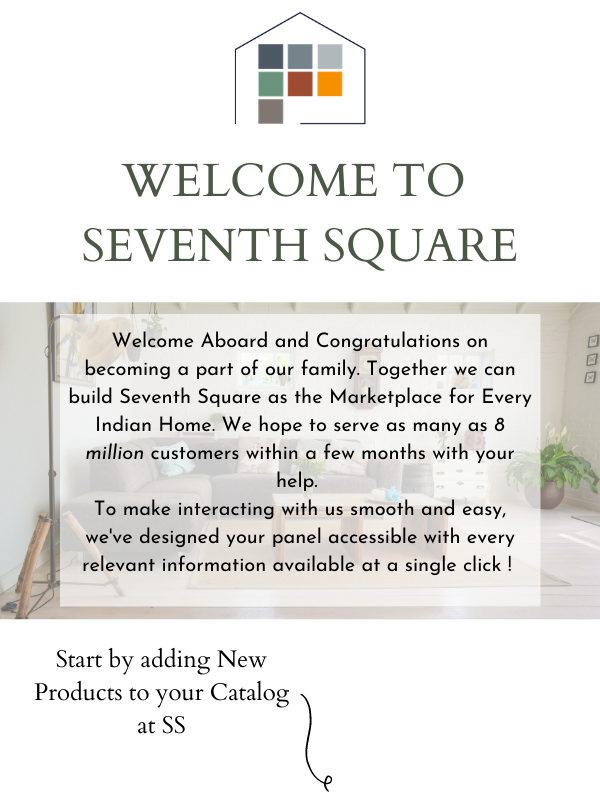 WELCOME TO
SEVENTH SQUARE
Welcome Aboard and Congratulations on
becoming a part of our family. Together we can
build Seventh Square as the Marketplace for Every
Indian Home. We hope to serve as many as 8
million customers within a few months with your
help.
To make interacting with us smooth and easy,
we've designed your panel accessible with every
relevant information available at a single click !
Start by adding New
Products to your Catalog
at SS